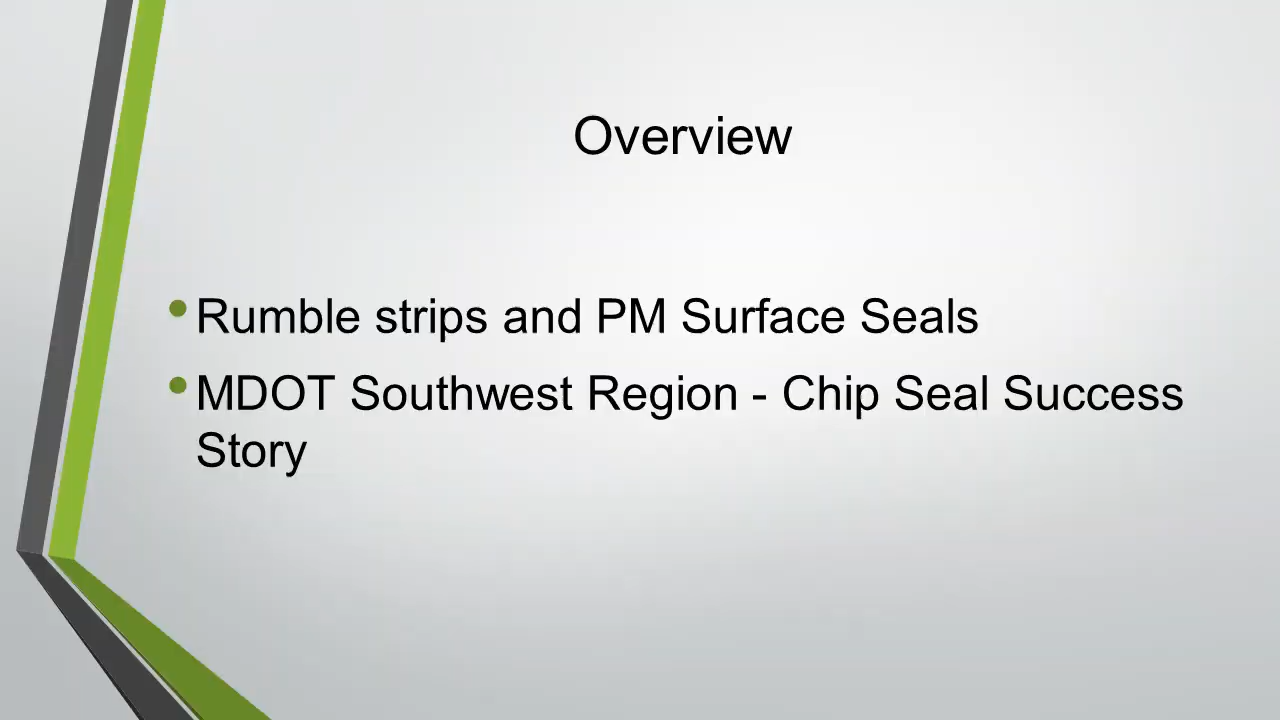 Overview
• Rumble strips and PM Surface Seals
• MDOT Southwest Region - Chip Seal Success
Story